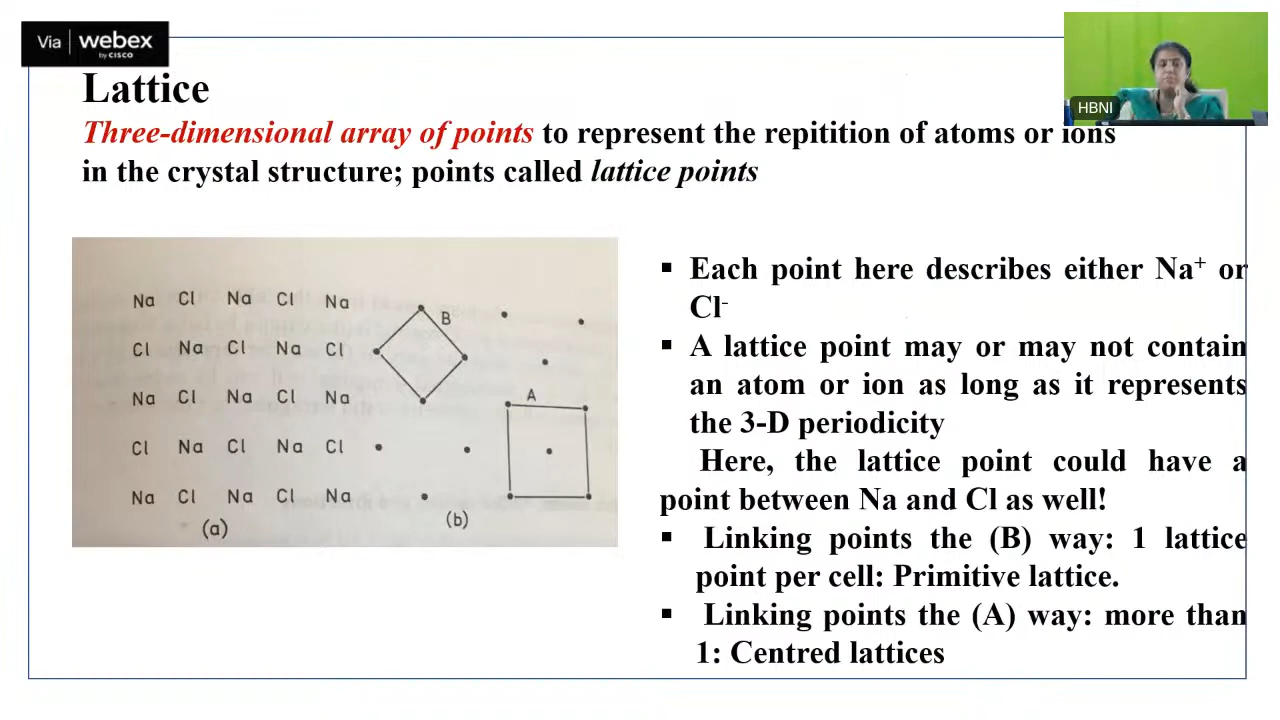 Via webex
by CISCO
HBNI
Lattice
Three-dimensional array of points to represent the repitition of atoms or ions
in the crystal structure; points called lattice points
Na Cl Na Cl Na
Cl Na Cl Na Cl
Na Cl Na Cl Na
Cl Na Cl Na Cl
Na Cl Na Cl Na
(a)
B
A
(b)
▪ Each point here describes either Na⁺ or
Cl⁻
▪ A lattice point may or may not contain
an atom or ion as long as it represents
the 3-D periodicity
Here, the lattice point could have a
point between Na and Cl as well!
▪ Linking points the (B) way: 1 lattice
point per cell: Primitive lattice.
▪ Linking points the (A) way: more than
1: Centred lattices